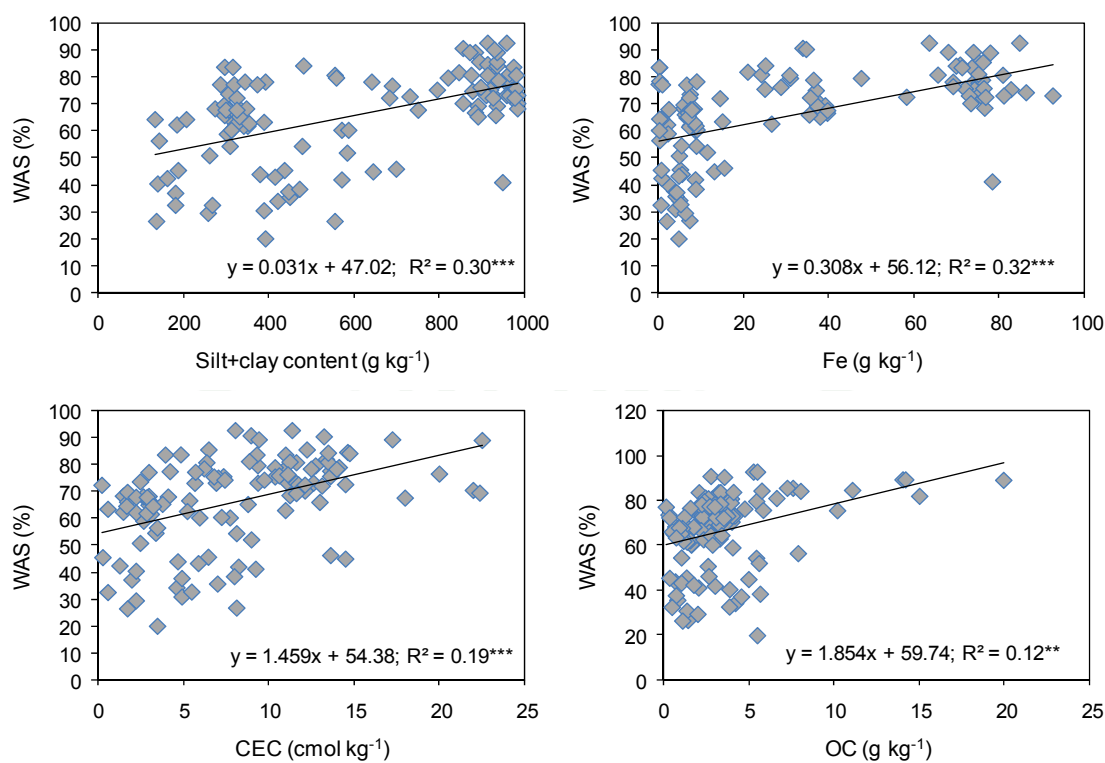 100
90
80
70
60
50
40
30
20
10
0
WAS (%)
y = 0.031x + 47.02; R² = 0.30***
0 200 400 600 800 1000
Silt+clay content (g kg⁻¹)
100
90
80
70
60
50
40
30
20
10
0
WAS (%)
y = 0.308x + 56.12; R² = 0.32***
0 20 40 60 80 100
Fe (g kg⁻¹)
100
90
80
70
60
50
40
30
20
10
0
WAS (%)
y = 1.459x + 54.38; R² = 0.19***
0 5 10 15 20 25
CEC (cmol kg⁻¹)
120
100
80
60
40
20
0
WAS (%)
y = 1.854x + 59.74; R² = 0.12**
0 5 10 15 20 25
OC (g kg⁻¹)